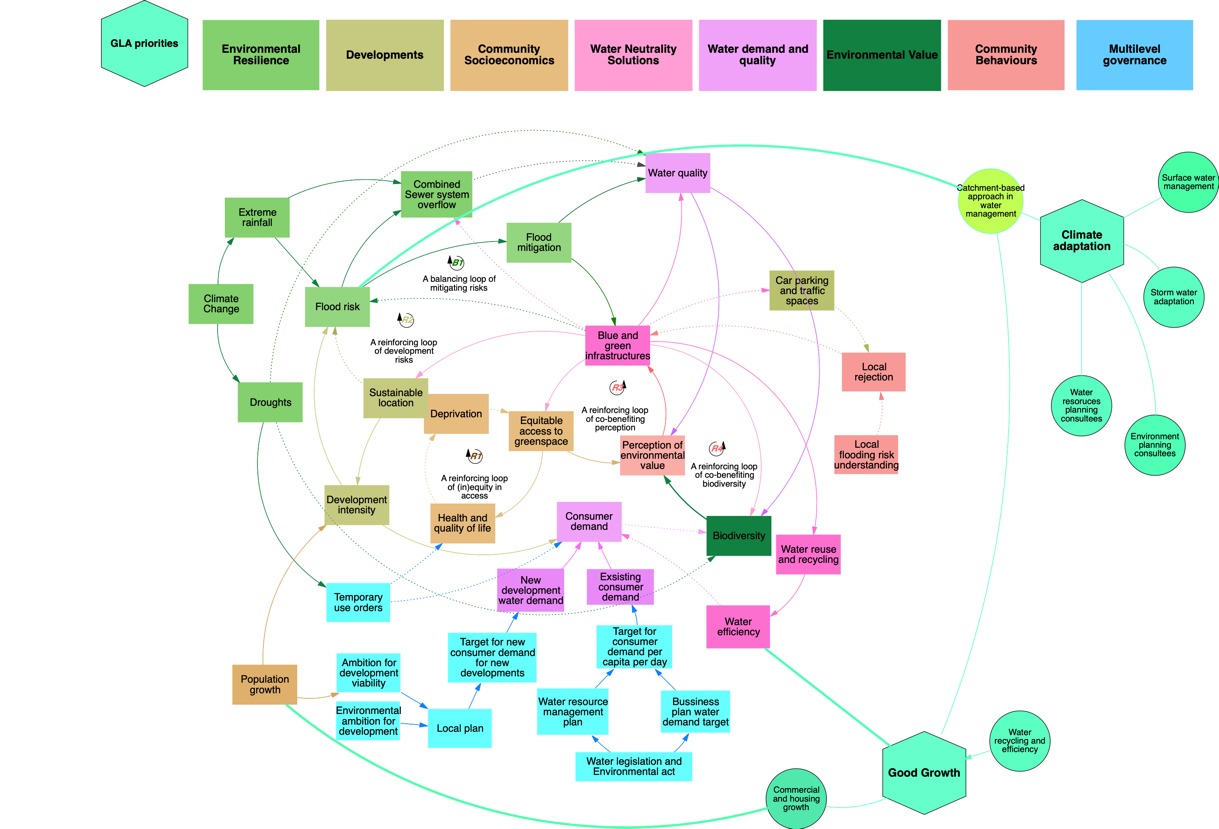 GLA priorities
Environmental
Resilience
Developments
Community
Socioeconomics
Water Neutrality
Solutions
Water demand and
quality
Environmental Value
Community
Behaviours
Multilevel
governance
Water quality
Combined
Sewer system
overflow
Catchment-based
approach in
water
management
Surface water
management
Extreme
rainfall
Flood
mitigation
Climate
adaptation
B1
A balancing loop of
mitigating risks
Car parking
and traffic
spaces
Climate
Change
Flood risk
Storm water
adaptation
R2
A reinforcing loop
of development
risks
Blue and
green
infrastructures
Local
rejection
Droughts
Sustainable
location
Deprivation
R3
A reinforcing loop
of co-benefiting
perception
Water
resoruces
planning
consultees
Equitable
access to
greenspace
Perception of
environmental
value
R4
A reinforcing loop
of co-benefiting
biodiversity
Local
flooding risk
understanding
Environment
planning
consultees
R1
A reinforcing loop
of (in)equity in
access
Development
intensity
Health and
quality of life
Consumer
demand
Biodiversity
Water reuse
and recycling
Temporary
use orders
New
development
water demand
Exsisting
consumer
demand
Water
efficiency
Target for new
consumer demand
for new
developments
Target for
consumer
demand per
capita per day
Population
growth
Ambition for
development
viability
Environmental
ambition for
development
Local plan
Water resource
management
plan
Bussiness
plan water
demand target
Water legislation and
Environmental act
Water
recycling and
efficiency
Good Growth
Commercial
and housing
growth